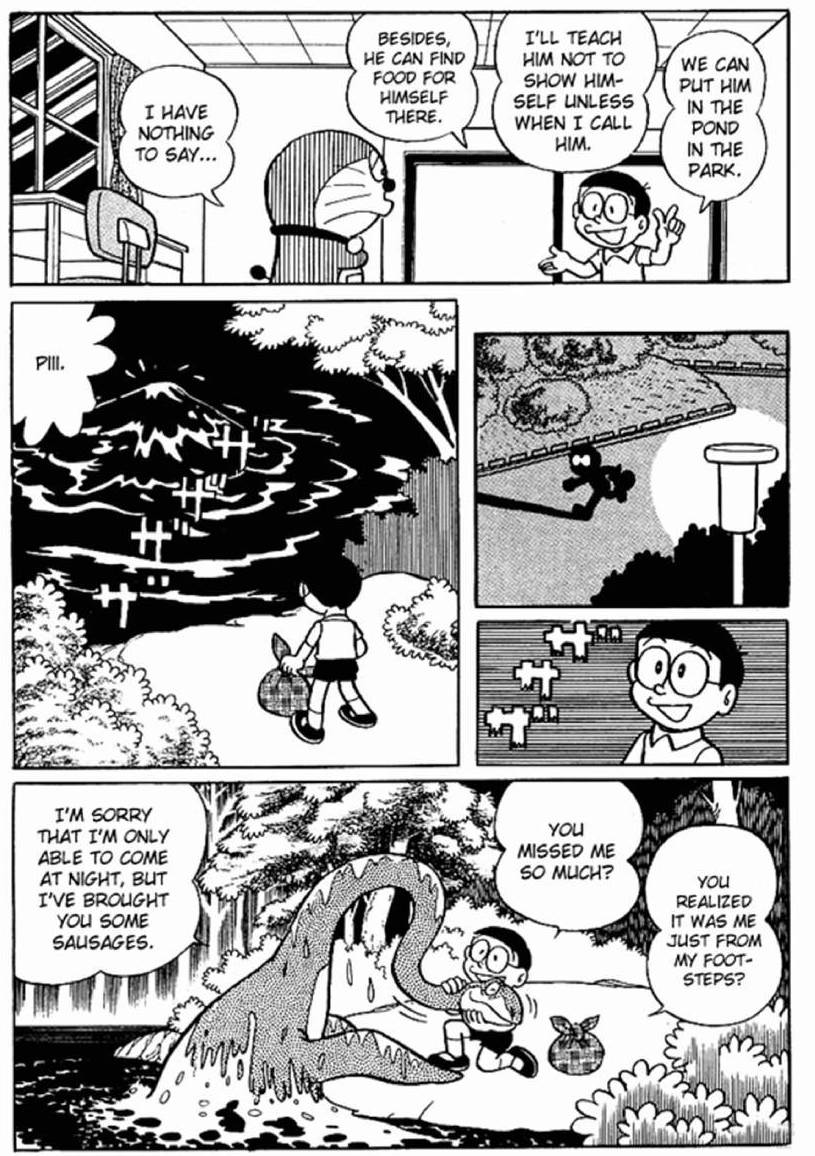 WE CAN
PUT HIM
IN THE
POND
IN THE
PARK.
I'LL TEACH
HIM NOT TO
SHOW HIM-
SELF UNLESS
WHEN I CALL
HIM.
BESIDES,
HE CAN FIND
FOOD FOR
HIMSELF
THERE.
I HAVE
NOTHING
TO SAY...
ザザザ
PIII.
ザザザザ
YOU
REALIZED
IT WAS ME
JUST FROM
MY FOOT-
STEPS?
YOU
MISSED ME
SO MUCH?
I'M SORRY
THAT I'M ONLY
ABLE TO COME
AT NIGHT, BUT
I'VE BROUGHT
YOU SOME
SAUSAGES.